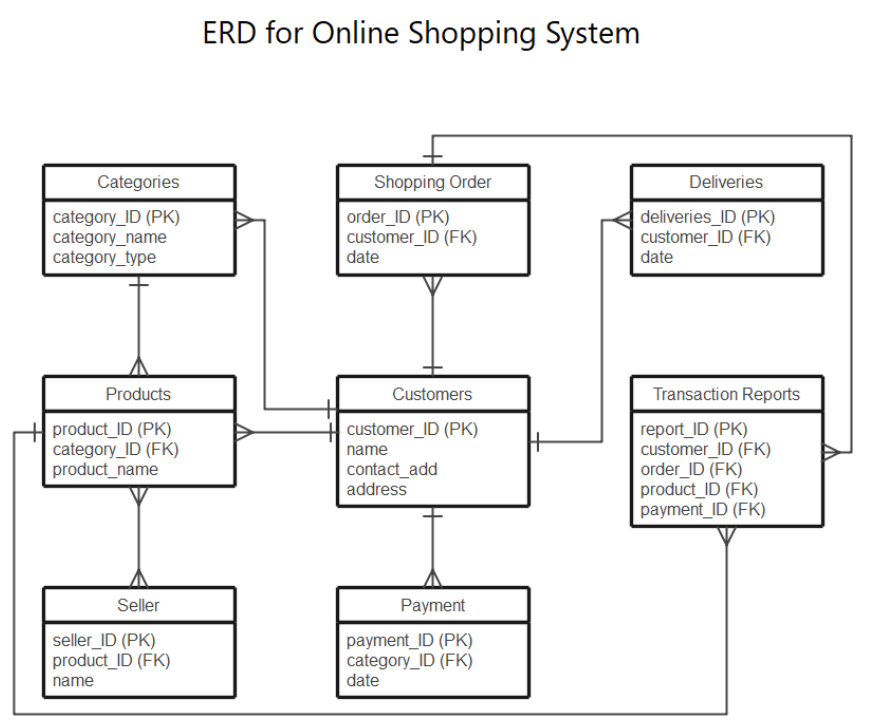 ERD for Online Shopping System
Categories
category_ID (PK)
category_name
category_type
Shopping Order
order_ID (PK)
customer_ID (FK)
date
Deliveries
deliveries_ID (PK)
customer_ID (FK)
date
Products
product_ID (PK)
category_ID (FK)
product_name
Customers
customer_ID (PK)
name
contact_add
address
Transaction Reports
report_ID (PK)
customer_ID (FK)
order_ID (FK)
product_ID (FK)
payment_ID (FK)
Seller
seller_ID (PK)
product_ID (FK)
name
Payment
payment_ID (PK)
category_ID (FK)
date